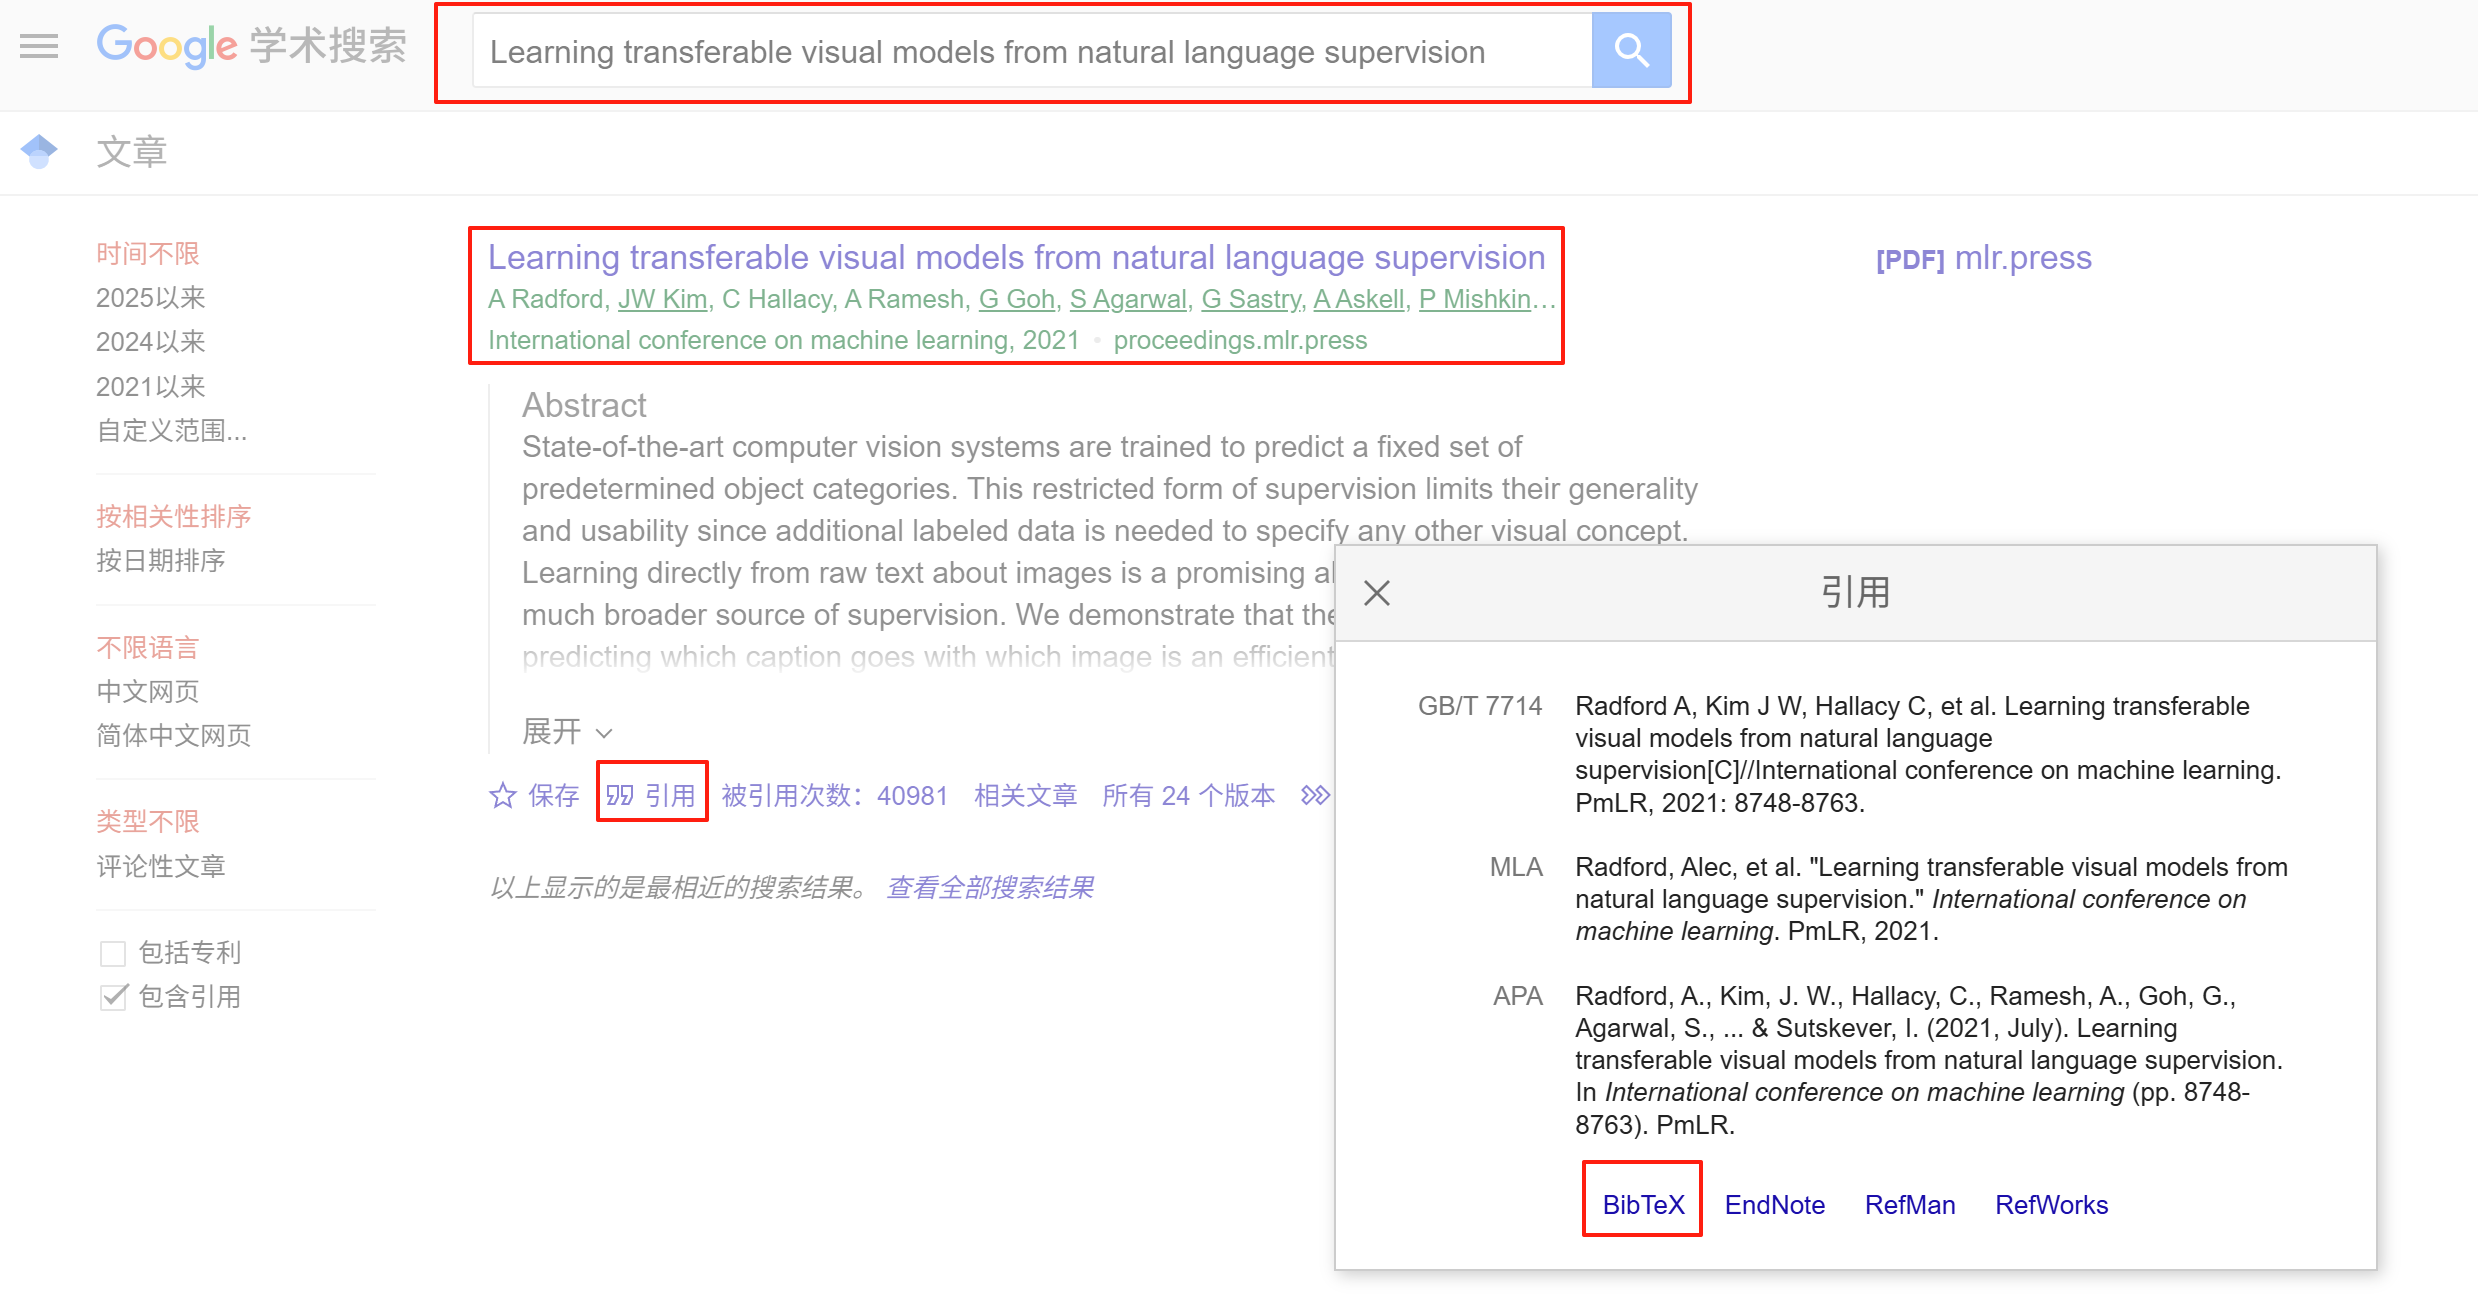 Google 学术搜索
Learning transferable visual models from natural language supervision
文章
时间不限
2025以来
2024以来
2021以来
自定义范围...
按相关性排序
按日期排序
不限语言
中文网页
简体中文网页
类型不限
评论性文章
包括专利
包含引用
Learning transferable visual models from natural language supervision
A Radford, JW Kim, C Hallacy, A Ramesh, G Goh, S Agarwal, G Sastry, A Askell, P Mishkin…
International conference on machine learning, 2021 • proceedings.mlr.press
[PDF] mlr.press
Abstract
State-of-the-art computer vision systems are trained to predict a fixed set of
predetermined object categories. This restricted form of supervision limits their generality
and usability since additional labeled data is needed to specify any other visual concept.
Learning directly from raw text about images is a promising
much broader source of supervision. We demonstrate that
predicting which caption goes with which image is an efficient
展开
保存 引用 被引用次数：40981 相关文章 所有 24 个版本
以上显示的是最相近的搜索结果。 查看全部搜索结果
引用
GB/T 7714
Radford A, Kim J W, Hallacy C, et al. Learning transferable
visual models from natural language
supervision[C]//International conference on machine learning.
PmLR, 2021: 8748-8763.
MLA
Radford, Alec, et al. "Learning transferable visual models from
natural language supervision." International conference on
machine learning. PmLR, 2021.
APA
Radford, A., Kim, J. W., Hallacy, C., Ramesh, A., Goh, G.,
Agarwal, S., ... & Sutskever, I. (2021, July). Learning
transferable visual models from natural language supervision.
In International conference on machine learning (pp. 8748-
8763). PmLR.
BibTeX EndNote RefMan RefWorks